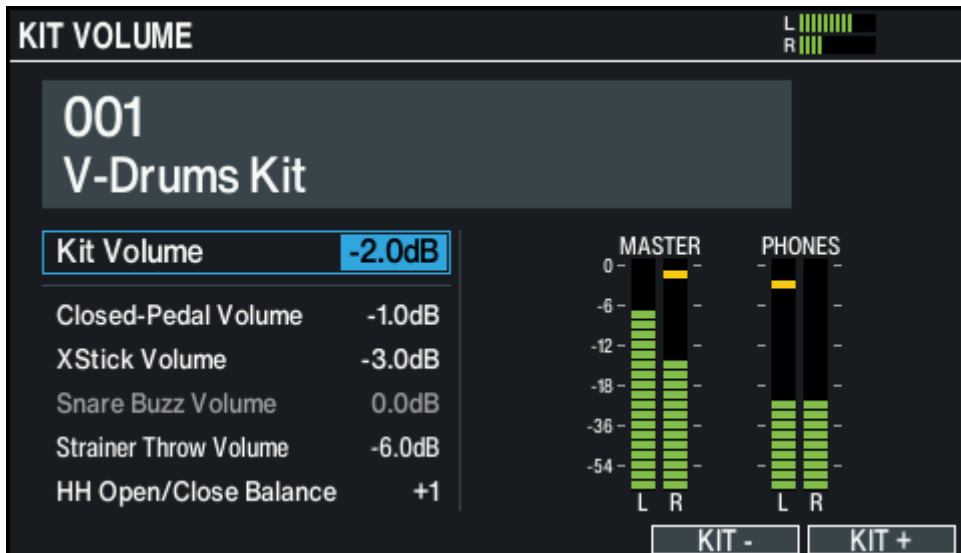 KIT VOLUME
L
R
001
V-Drums Kit
Kit Volume -2.0dB
Closed-Pedal Volume -1.0dB
XStick Volume -3.0dB
Snare Buzz Volume 0.0dB
Strainer Throw Volume -6.0dB
HH Open/Close Balance +1
MASTER PHONES
0
-6
-12
-18
-36
-54
L R L R
KIT - KIT +